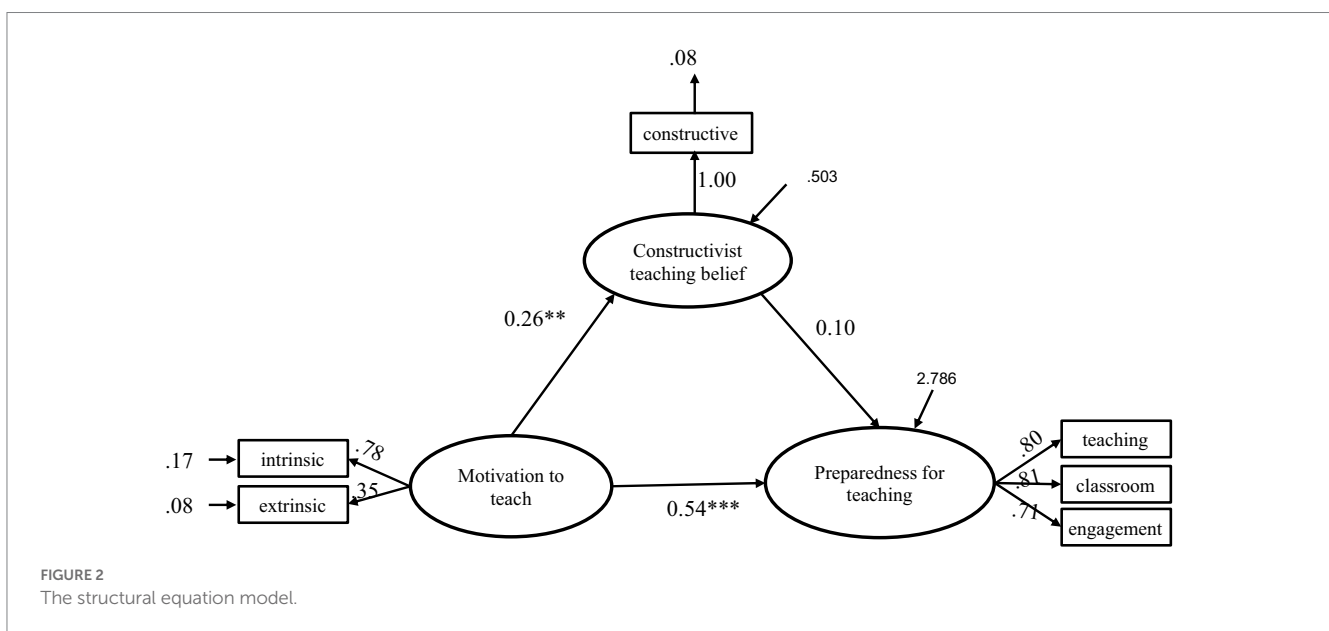 .08
constructive
1.00
.503
Constructivist
teaching belief
0.26**
0.10
2.786
.17
intrinsic
.78
.08
extrinsic
.35
Motivation to
teach
0.54***
Preparedness for
teaching
.80
teaching
.81
classroom
.71
engagement
FIGURE 2
The structural equation model.